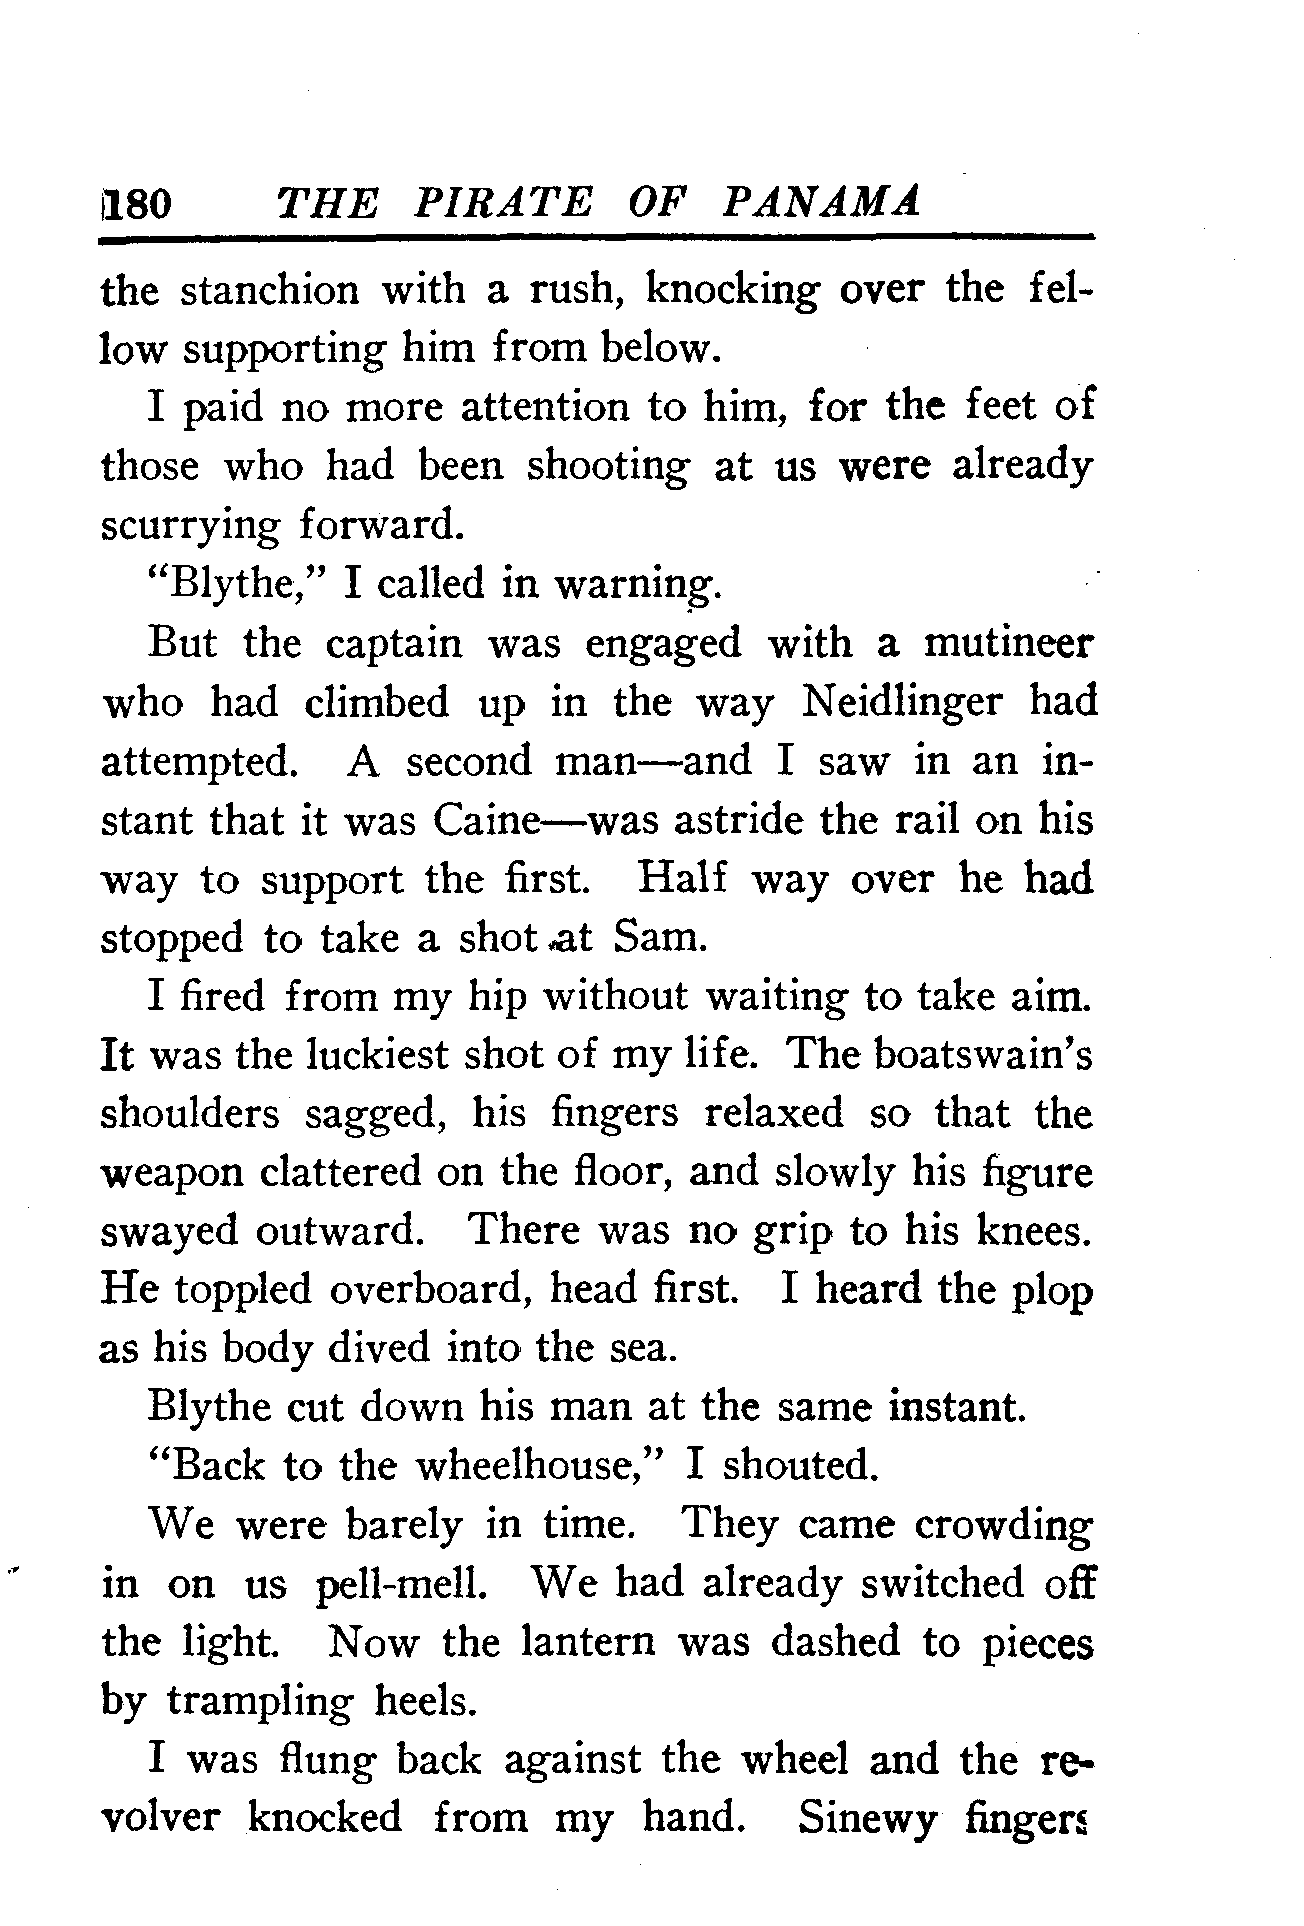 180 THE PIRATE OF PANAMA
the stanchion with a rush, knocking over the fel-
low supporting him from below.
I paid no more attention to him, for the feet of
those who had been shooting at us were already
scurrying forward.
“Blythe,” I called in warning.
But the captain was engaged with a mutineer
who had climbed up in the way Neidlinger had
attempted. A second man—and I saw in an in-
stant that it was Caine—was astride the rail on his
way to support the first. Half way over he had
stopped to take a shot at Sam.
I fired from my hip without waiting to take aim.
It was the luckiest shot of my life. The boatswain’s
shoulders sagged, his fingers relaxed so that the
weapon clattered on the floor, and slowly his figure
swayed outward. There was no grip to his knees.
He toppled overboard, head first. I heard the plop
as his body dived into the sea.
Blythe cut down his man at the same instant.
“Back to the wheelhouse,” I shouted.
We were barely in time. They came crowding
in on us pell-mell. We had already switched off
the light. Now the lantern was dashed to pieces
by trampling heels.
I was flung back against the wheel and the re-
volver knocked from my hand. Sinewy fingers